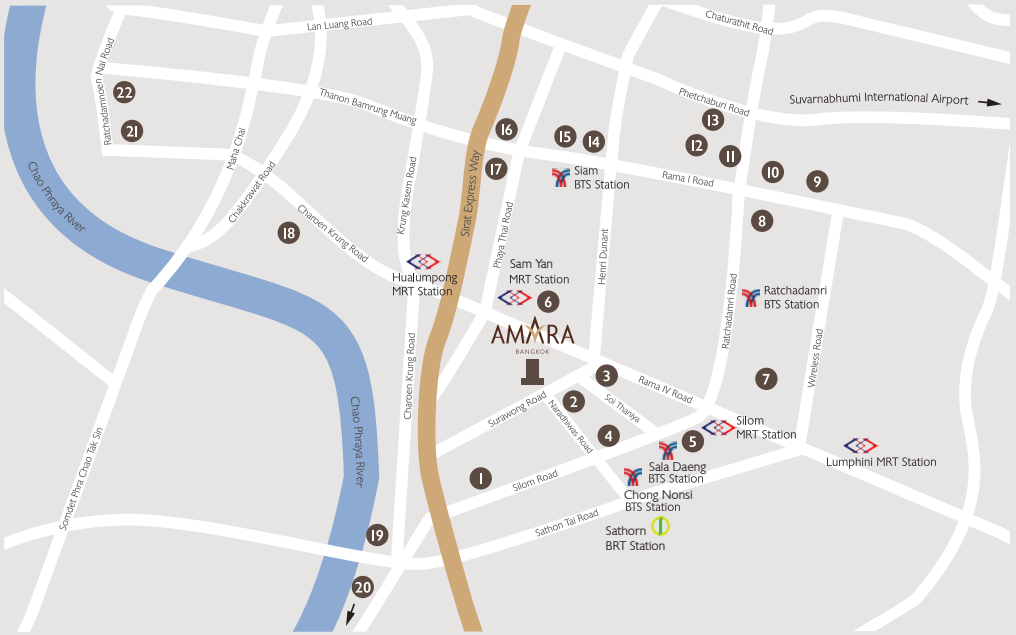 Lan Luang Road
Chaturathit Road
Ratchadamnoen Nai Road
22
21
Thanon Bamrung Muang
Phetchaburi Road
Suvarnabhumi International Airport
13
12
11
10
9
8
16
15
14
17
Siam
BTS Station
Rama I Road
Maha Chai
Chakkrawat Road
Chao Phraya River
18
Charoen Krung Road
Krung Kasem Road
Sirat Express Way
Phaya Thai Road
Henri Dunant
Hualumpong
MRT Station
Sam Yan
MRT Station
6
Ratchadamri
BTS Station
Ratchadamri Road
Wireless Road
AMARA
BANGKOK
7
3
Rama IV Road
Charoen Krung Road
Surawong Road
2
Soi Thaniya
Naradhiwas Road
4
5
Silom
MRT Station
Lumphini MRT Station
Chao Phraya River
Somdet Phra Chao Tak Sin
1
Silom Road
Sala Daeng
BTS Station
Chong Nonsi
BTS Station
Sathon Tai Road
Sathorn
BRT Station
19
20